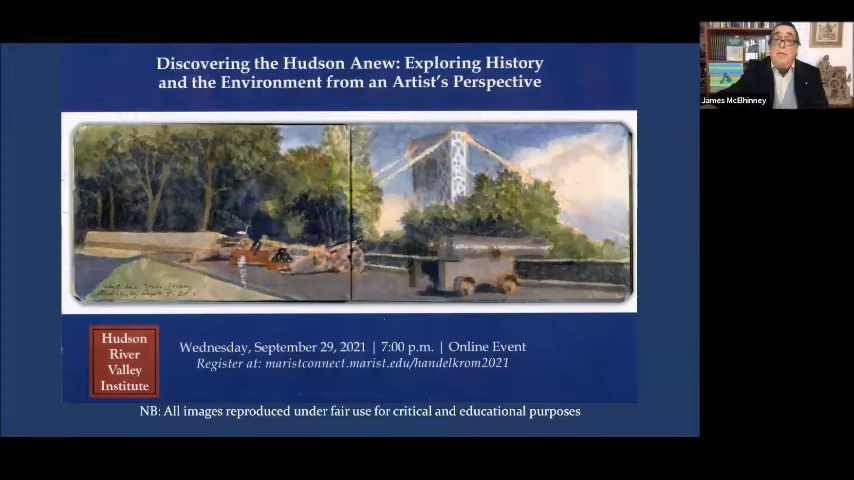 Discovering the Hudson Anew: Exploring History
and the Environment from an Artist's Perspective
James McElhinney
Hudson
River
Valley
Institute
Wednesday, September 29, 2021 | 7:00 p.m. | Online Event
Register at: maristconnect.marist.edu/handelkrom2021
NB: All images reproduced under fair use for critical and educational purposes